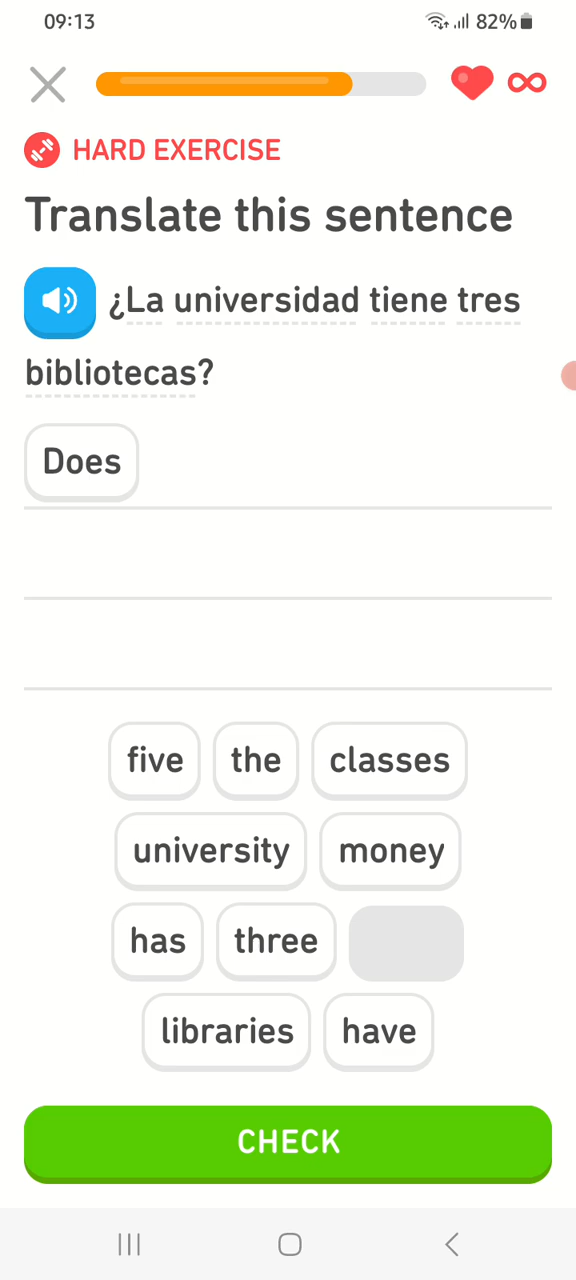 09:13 82%
HARD EXERCISE
Translate this sentence
¿La universidad tiene tres
bibliotecas?
Does
five the classes
university money
has three
libraries have
CHECK